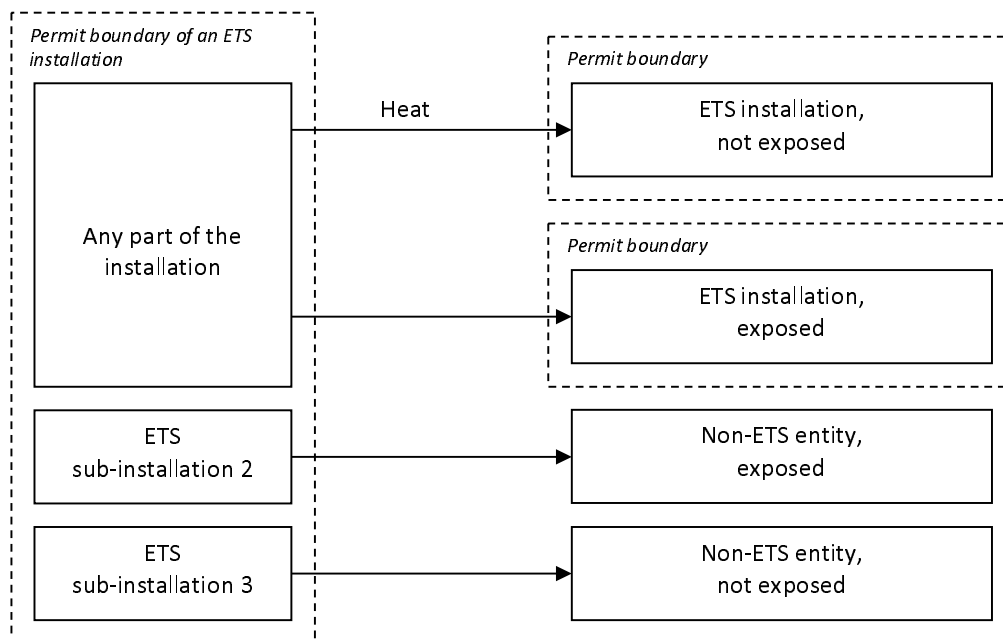 Permit boundary of an ETS
installation
Any part of the
installation
ETS
sub-installation 2
ETS
sub-installation 3
Heat
Permit boundary
ETS installation,
not exposed
Permit boundary
ETS installation,
exposed
Non-ETS entity,
exposed
Non-ETS entity,
not exposed